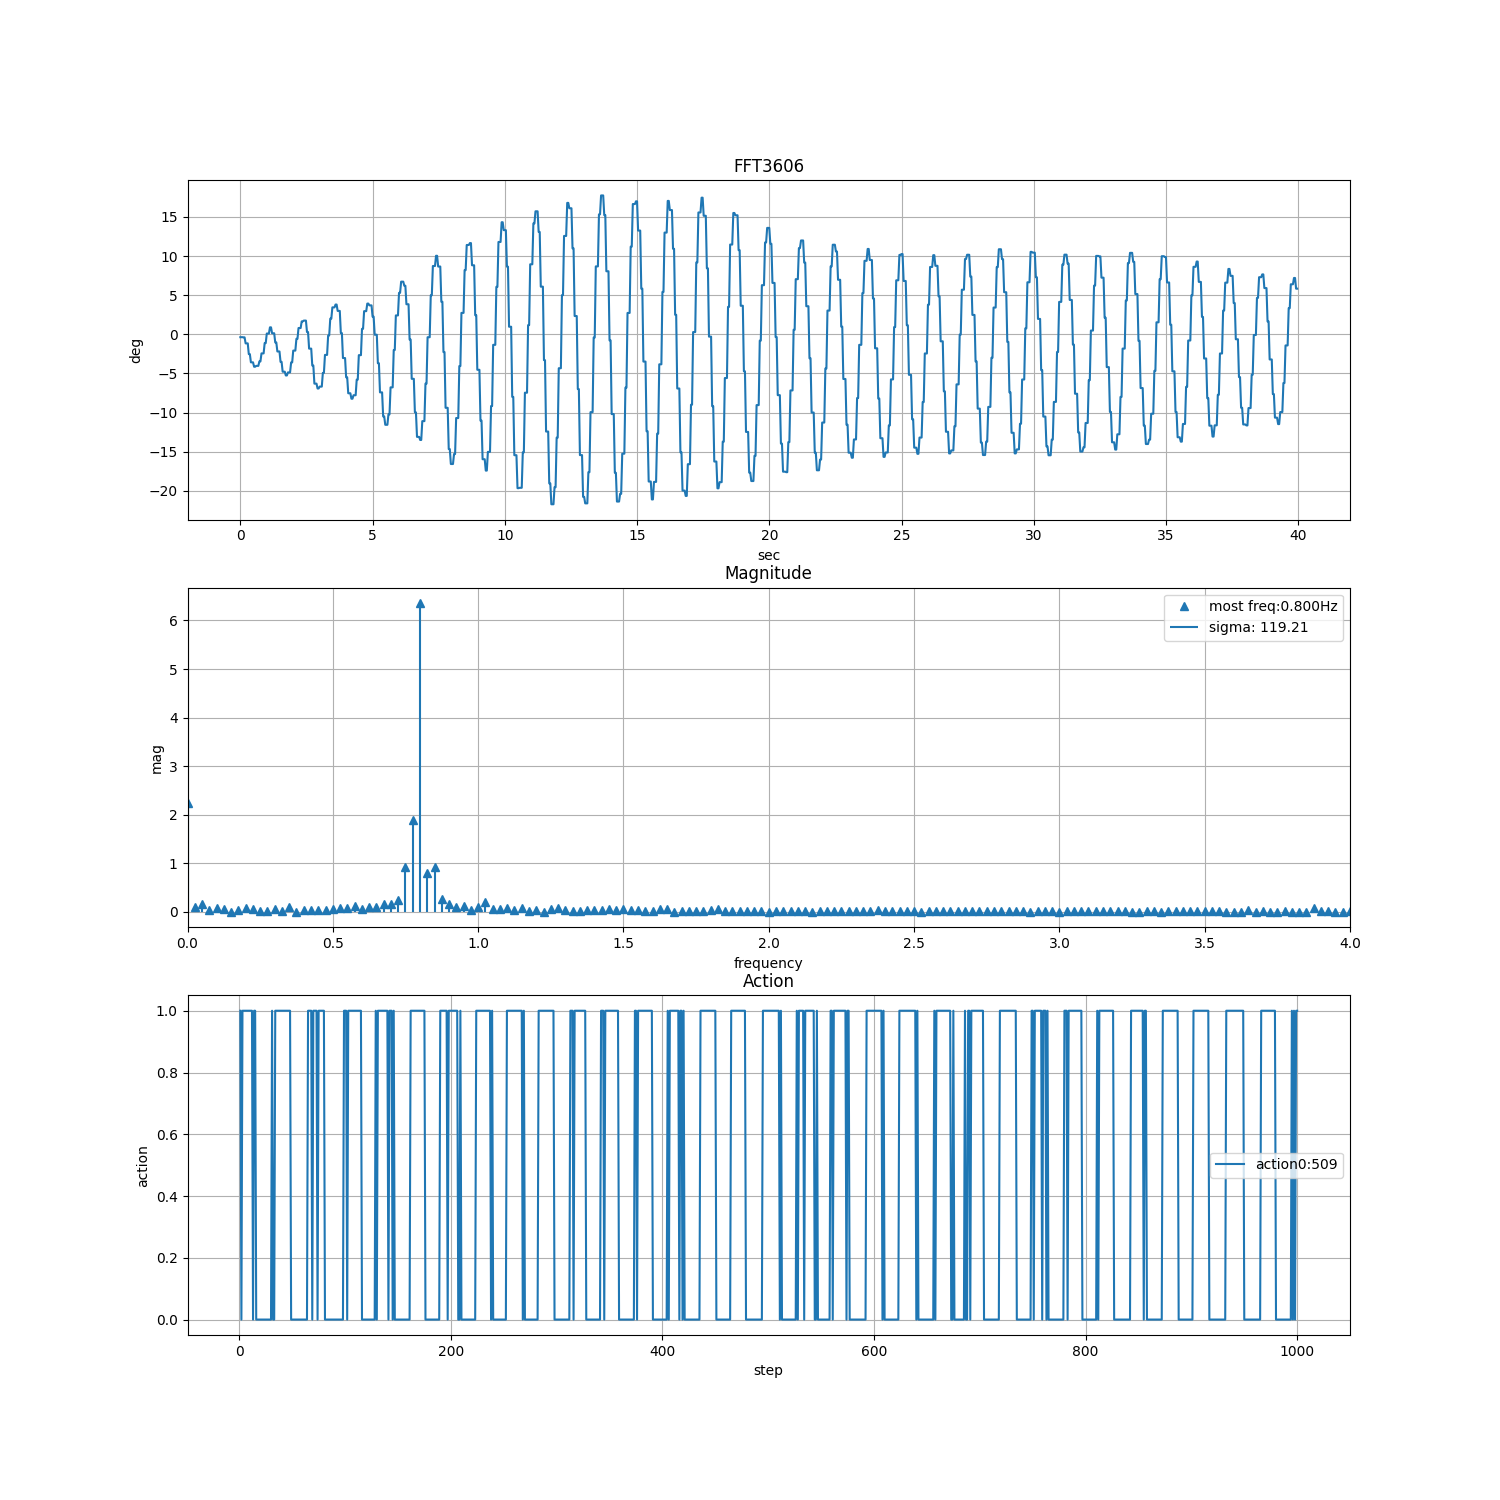 FFT3606
15
10
5
0
−5
−10
−15
−20
deg
0 5 10 15 20 25 30 35 40
sec
Magnitude
most freq:0.800Hz
sigma: 119.21
6
5
4
3
2
1
0
mag
0.0 0.5 1.0 1.5 2.0 2.5 3.0 3.5 4.0
frequency
Action
1.0
0.8
0.6
0.4
0.2
0.0
action
action0:509
0 200 400 600 800 1000
step